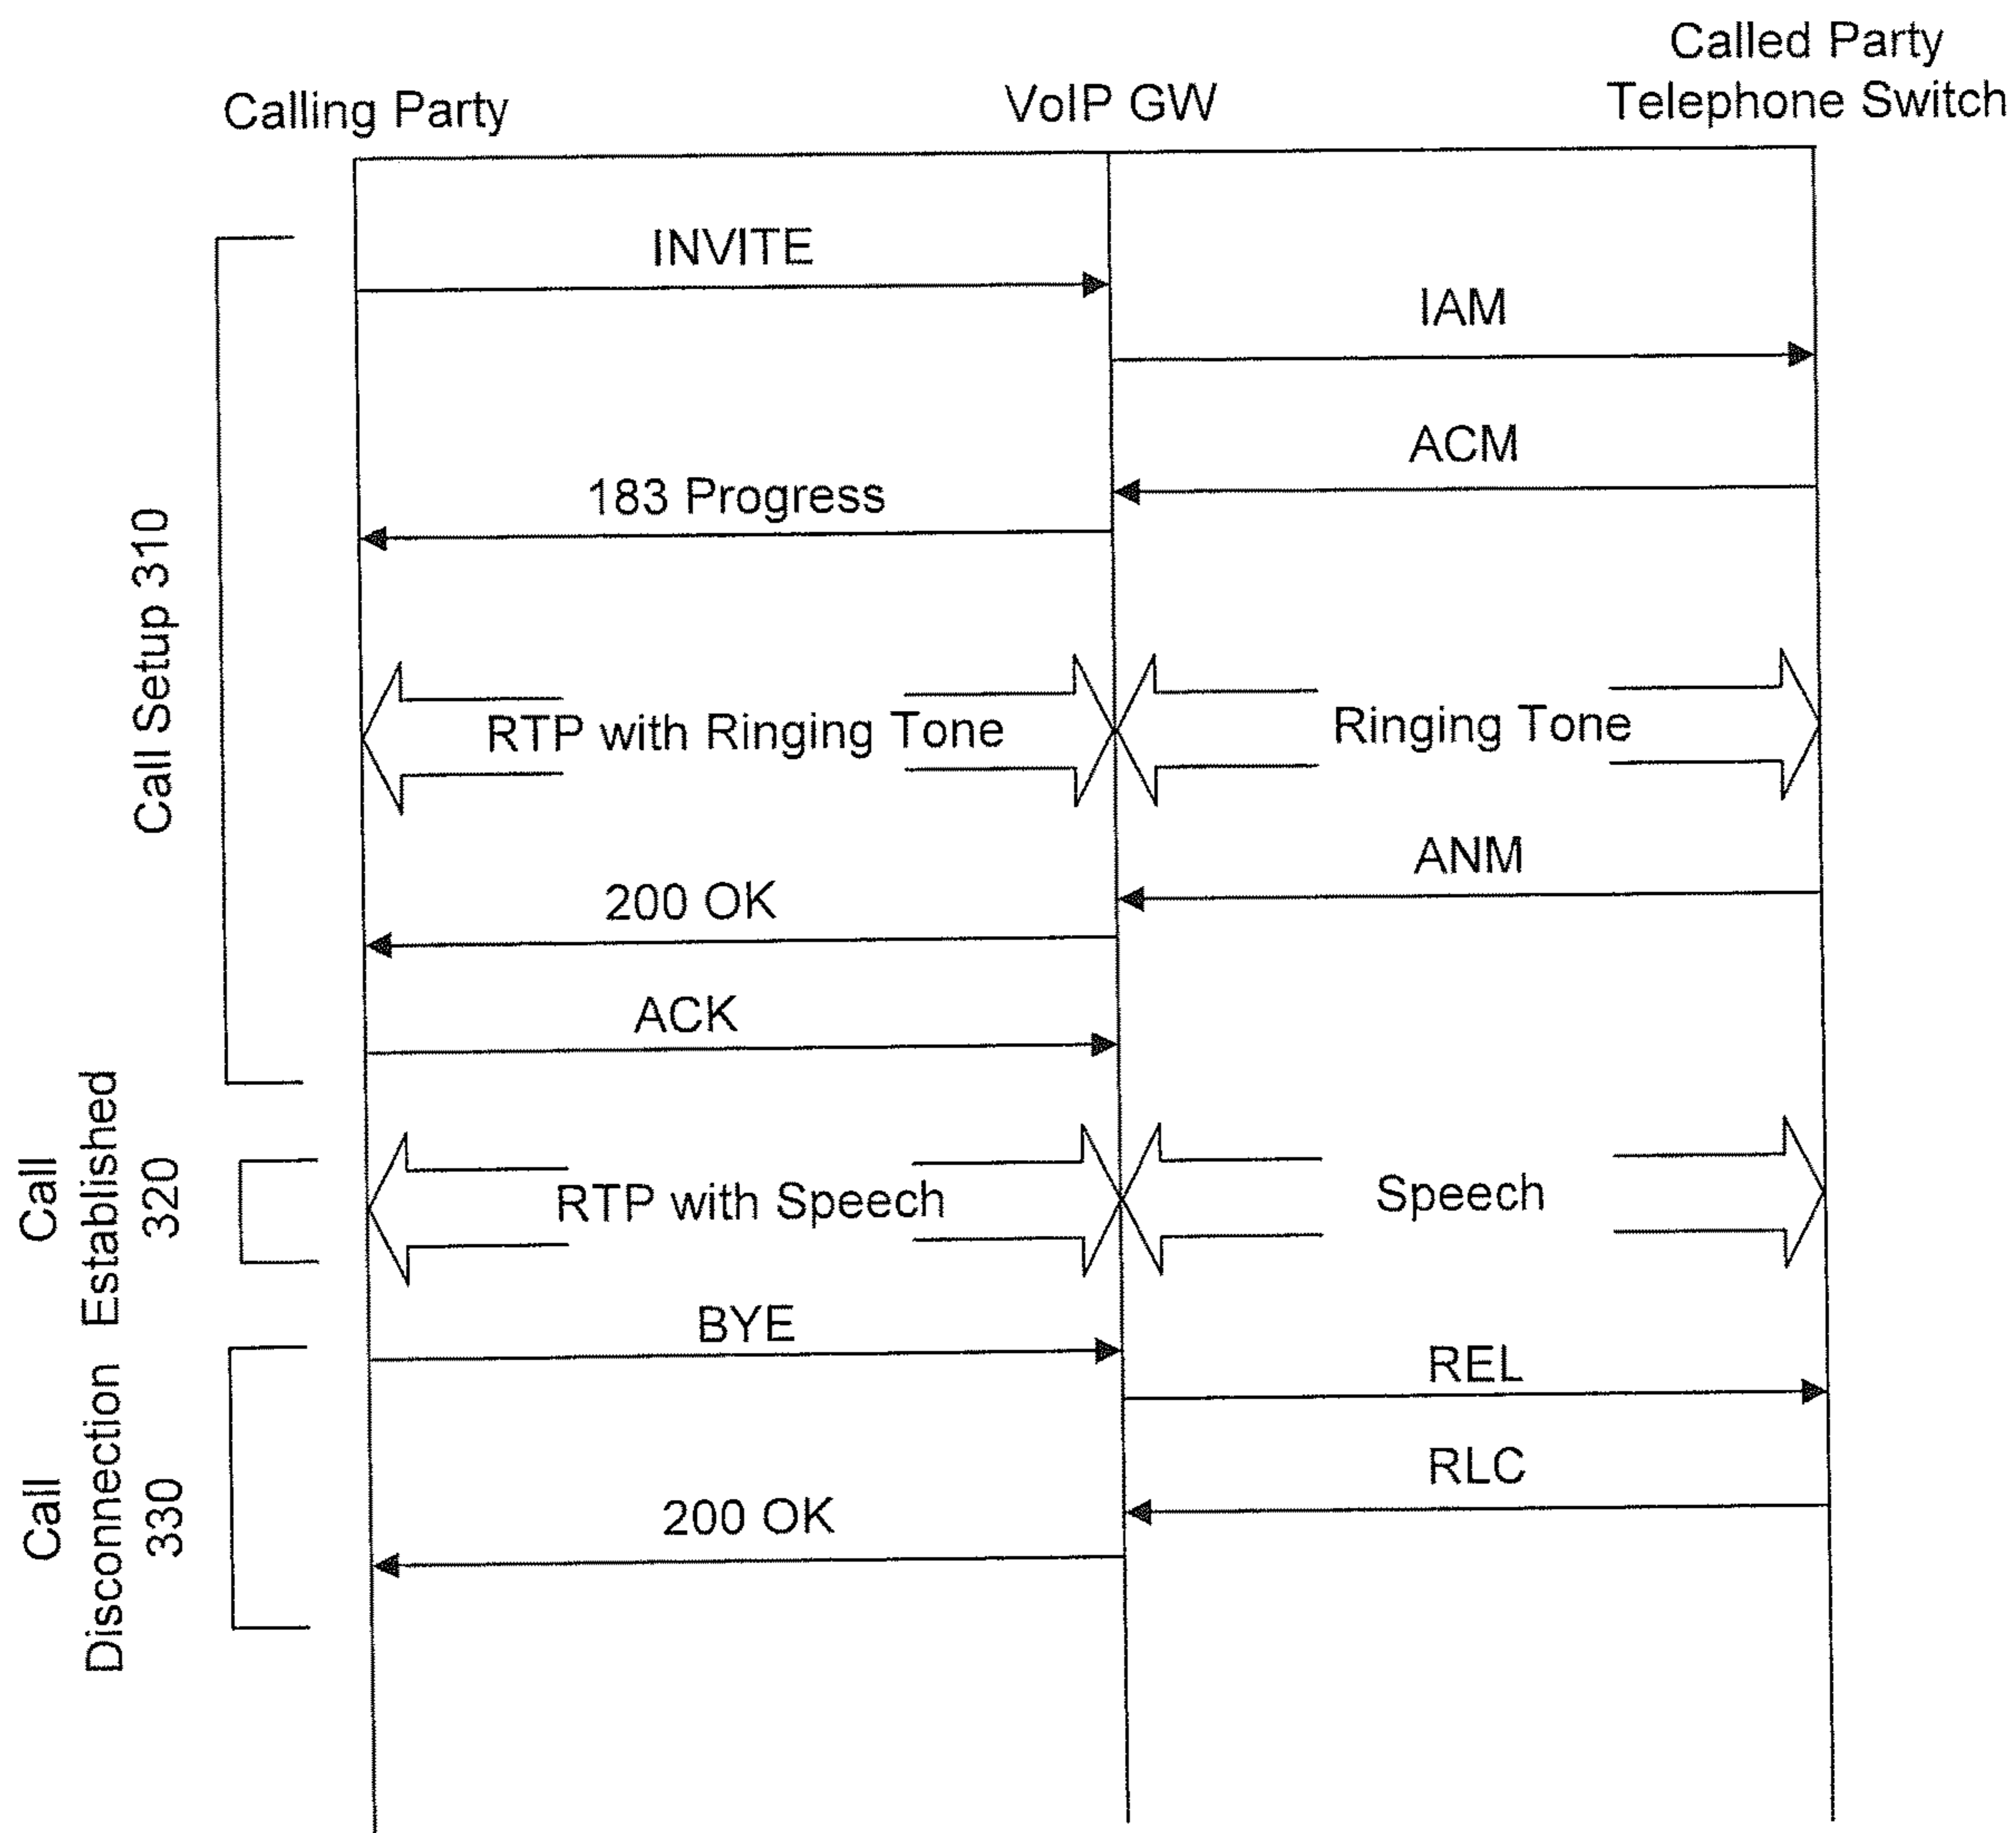 Calling Party
VoIP GW
Called Party
Telephone Switch
INVITE
IAM
ACM
183 Progress
Call Setup 310
RTP with Ringing Tone
Ringing Tone
ANM
200 OK
ACK
Call
Established
320
RTP with Speech
Speech
BYE
REL
RLC
200 OK
Call
Disconnection
330